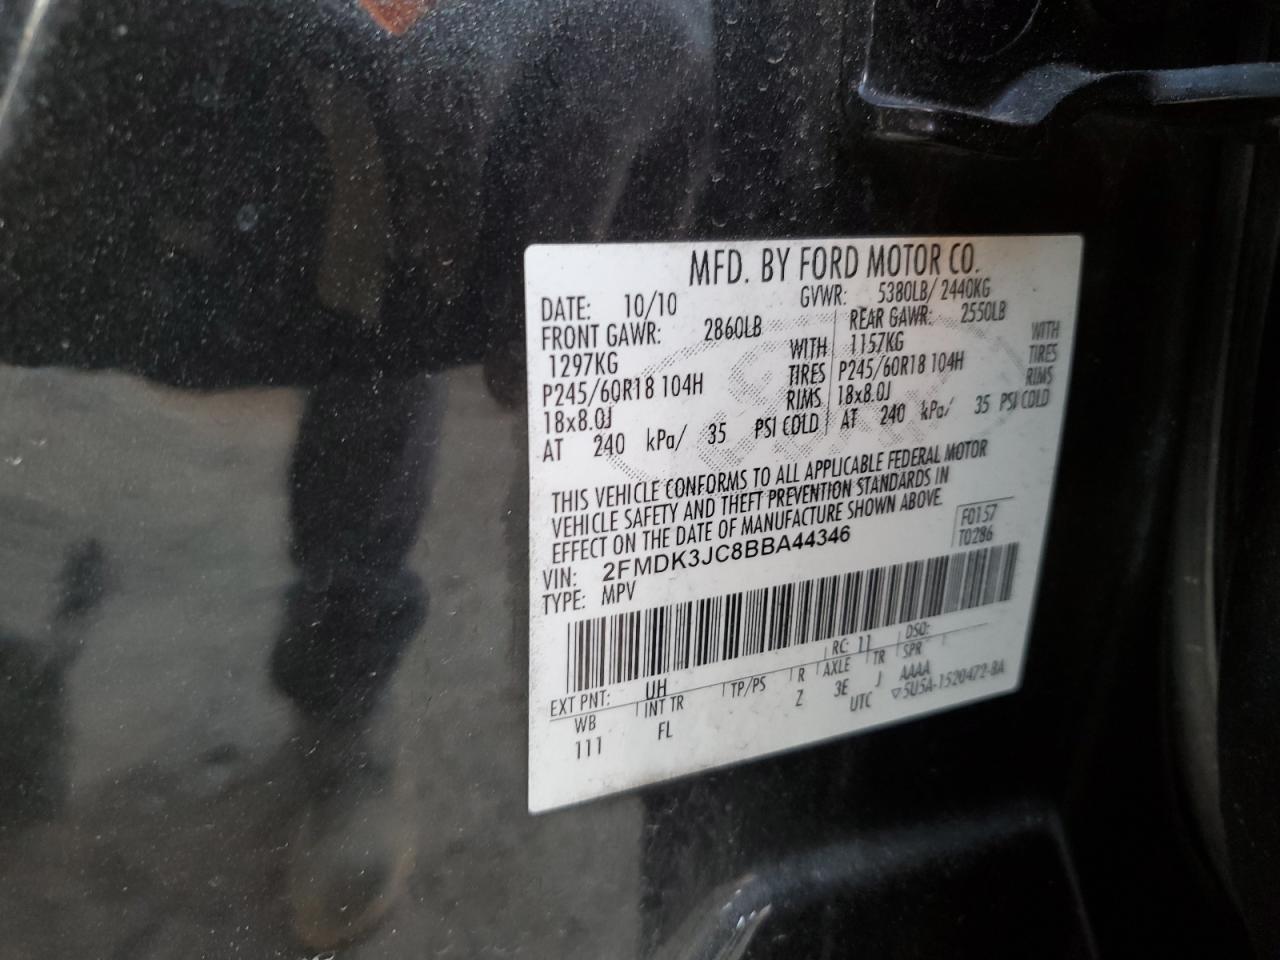 MFD. BY FORD MOTOR CO.
DATE: 10/10 GVWR: 5380LB/ 2440KG
FRONT GAWR: 2860LB REAR GAWR: 2550LB
1297KG WITH 1157KG WITH
P245/60R18 104H TIRES P245/60R18 104H TIRES
18x8.0J RIMS 18x8.0J RIMS
AT 240 kPa/ 35 PSI COLD AT 240 kPa/ 35 PSI COLD
THIS VEHICLE CONFORMS TO ALL APPLICABLE FEDERAL MOTOR
VEHICLE SAFETY AND THEFT PREVENTION STANDARDS IN
EFFECT ON THE DATE OF MANUFACTURE SHOWN ABOVE.
F0157
VIN: 2FMDK3JC8BBA44346 T0286
TYPE: MPV
RC: 11 DSO:
EXT PNT: UH
WB INT TR TP/PS R AXLE TR SPR
111 FL Z 3E J AAAA
UTC ▽5U5A-1520472-BA